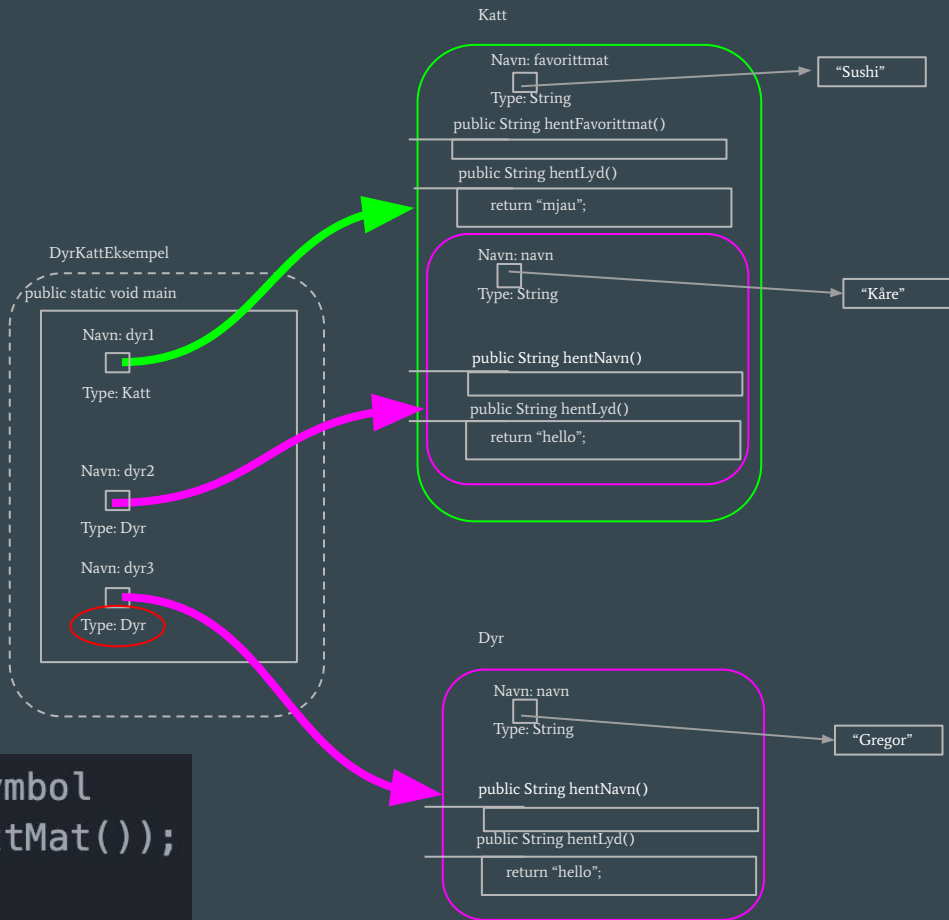 Katt
Navn: favorittmat
"Sushi"
Type: String
public String hentFavorittmat()
public String hentLyd()
return "mjau";
Navn: navn
"Kåre"
Type: String
public String hentNavn()
public String hentLyd()
return "hello";
DyrKattEksempel
public static void main
Navn: dyr1
Type: Katt
Navn: dyr2
Type: Dyr
Navn: dyr3
Type: Dyr
Dyr
Navn: navn
Type: String
"Gregor"
public String hentNavn()
public String hentLyd()
return "hello";
ymbol
tMat());